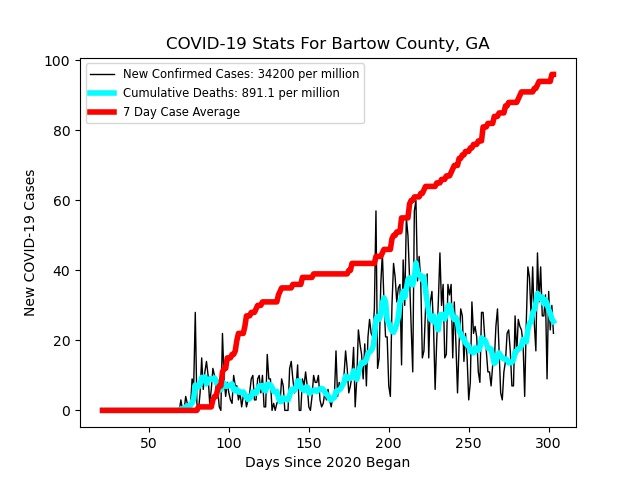 COVID-19 Stats For Bartow County, GA
New Confirmed Cases: 34200 per million
Cumulative Deaths: 891.1 per million
7 Day Case Average
100
80
60
40
20
0
New COVID-19 Cases
50 100 150 200 250 300
Days Since 2020 Began